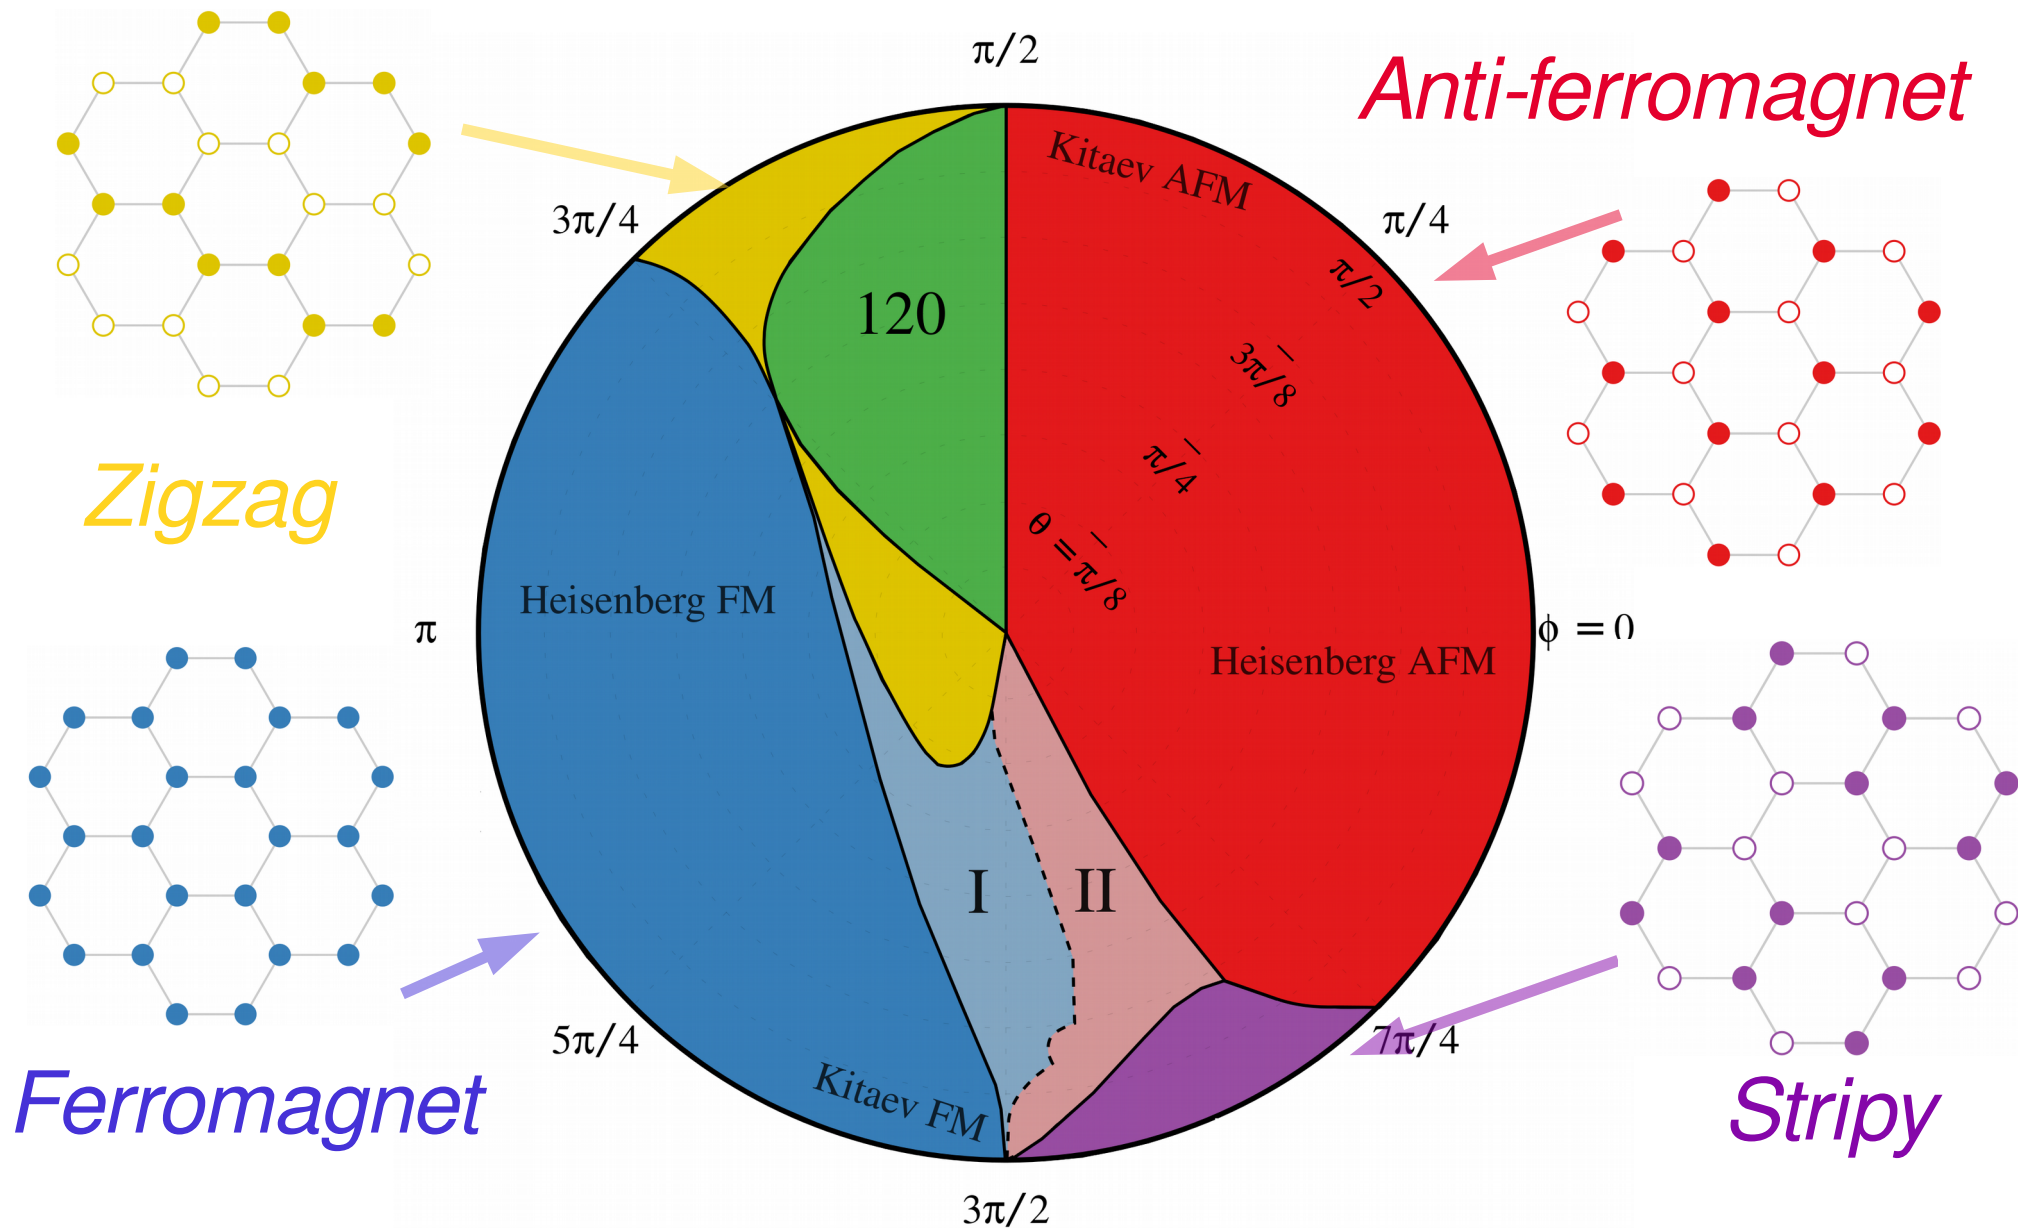 π/2
Anti-ferromagnet
Kitaev AFM
3π/4
π/4
π/2
120
3π/8
π/4
Zigzag
θ = π/8
Heisenberg FM
π
ϕ = 0
Heisenberg AFM
I
II
5π/4
7π/4
Kitaev FM
Ferromagnet
Stripy
3π/2